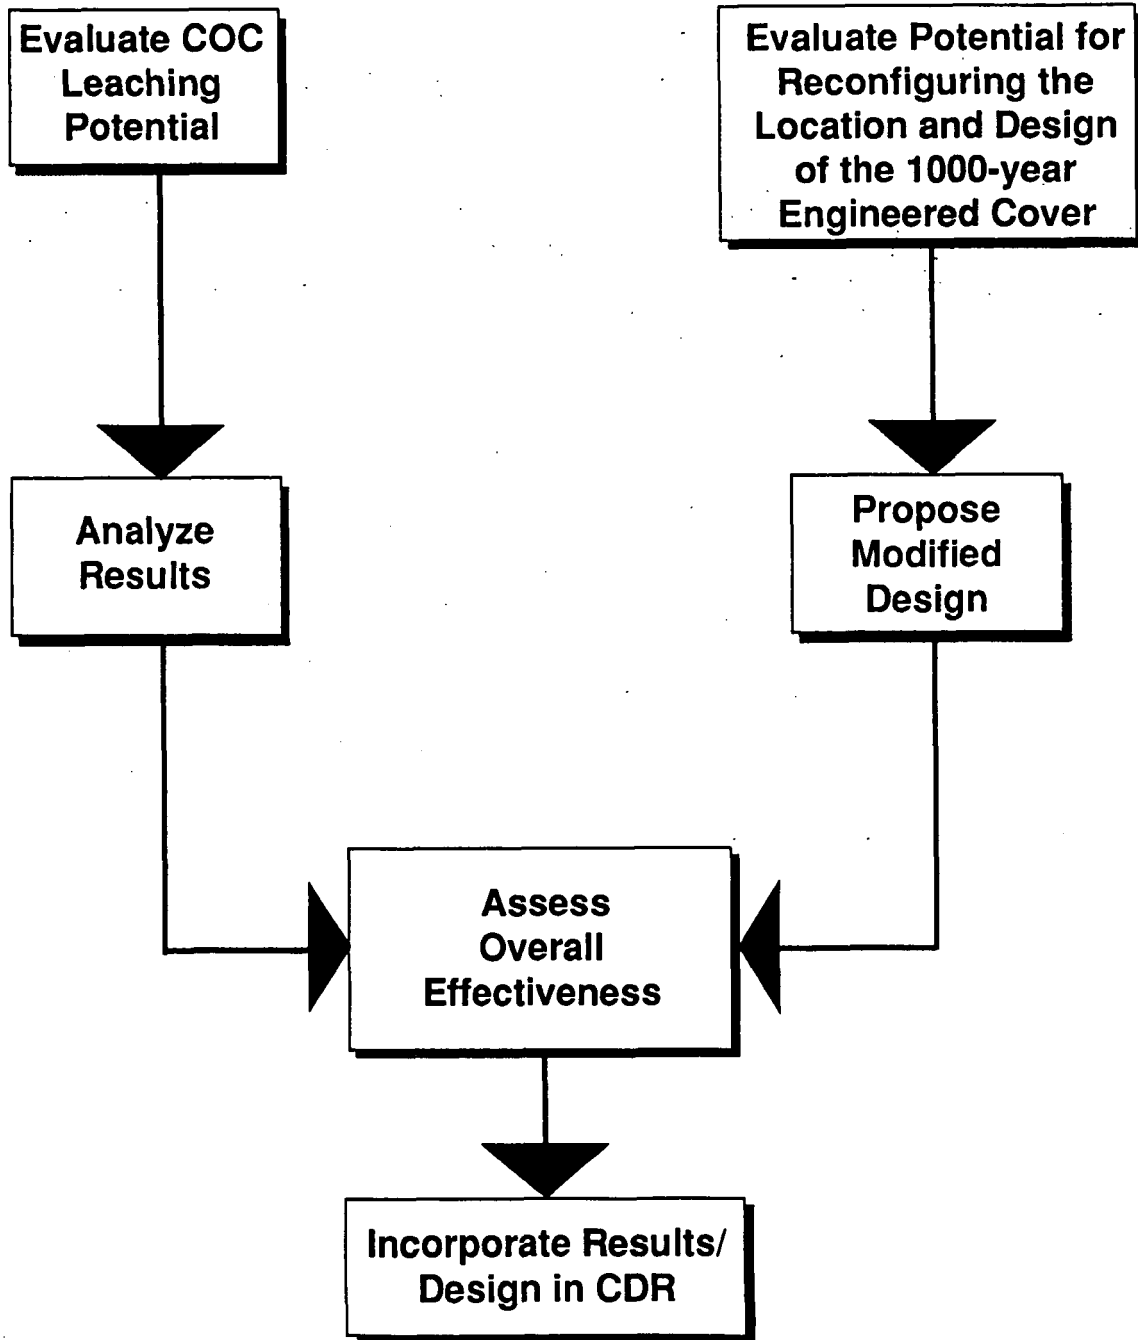 Evaluate COC
Leaching
Potential
Evaluate Potential for
Reconfiguring the
Location and Design
of the 1000-year
Engineered Cover
Analyze
Results
Propose
Modified
Design
Assess
Overall
Effectiveness
Incorporate Results/
Design in CDR